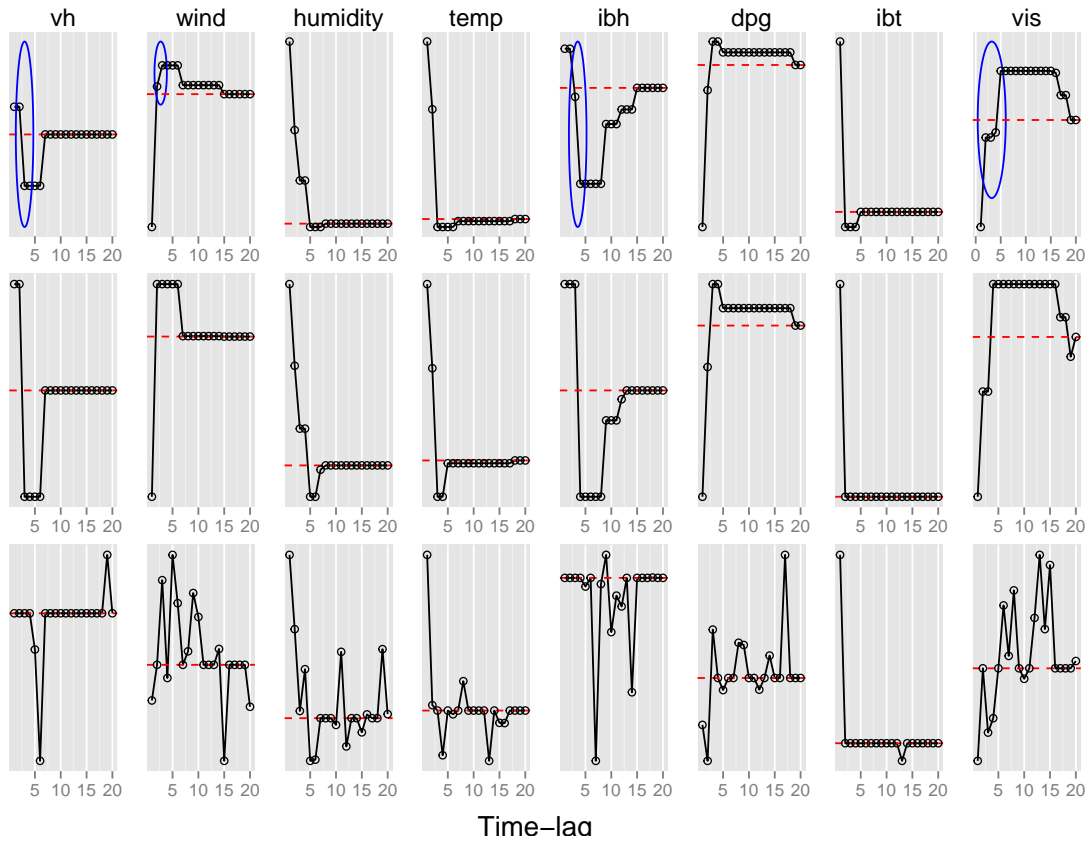 vh wind humidity temp ibh dpg ibt vis
5 10 15 20 5 10 15 20 5 10 15 20 5 10 15 20 5 10 15 20 5 10 15 20 5 10 15 20 0 5 10 15 20
5 10 15 20 5 10 15 20 5 10 15 20 5 10 15 20 5 10 15 20 5 10 15 20 5 10 15 20 5 10 15 20
5 10 15 20 5 10 15 20 5 10 15 20 5 10 15 20 5 10 15 20 5 10 15 20 5 10 15 20 5 10 15 20
Time−lag